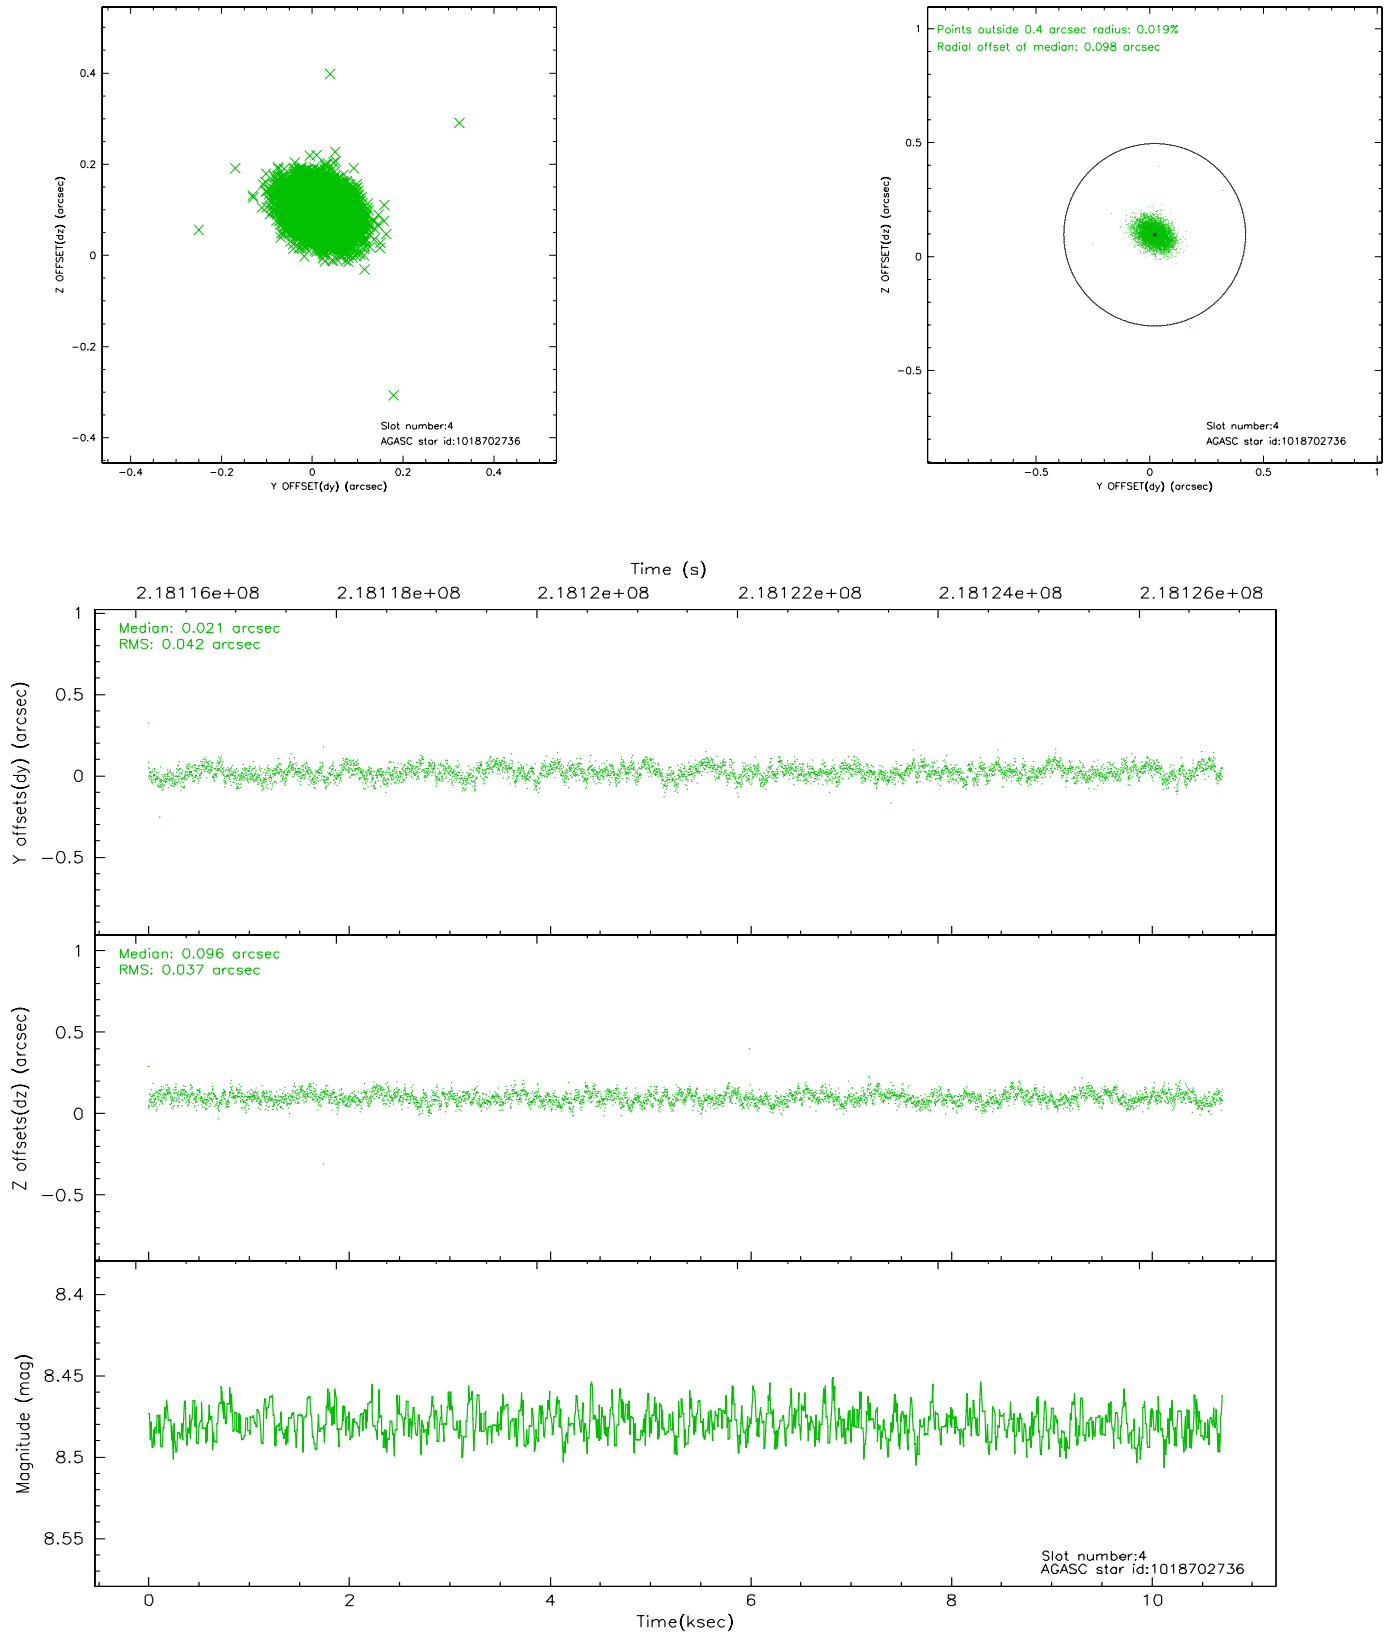 0.4
0.2
0
-0.2
-0.4
Z OFFSET(dz) (arcsec)
Slot number:4
AGASC star id:1018702736
-0.4 -0.2 0 0.2 0.4
Y OFFSET(dy) (arcsec)
Points outside 0.4 arcsec radius: 0.019%
Radial offset of median: 0.098 arcsec
1
0.5
0
-0.5
Z OFFSET(dz) (arcsec)
Slot number:4
AGASC star id:1018702736
-0.5 0 0.5 1
Y OFFSET(dy) (arcsec)
Time (s)
2.18116e+08 2.18118e+08 2.1812e+08 2.18122e+08 2.18124e+08 2.18126e+08
Median: 0.021 arcsec
RMS: 0.042 arcsec
1
0.5
0
-0.5
Y offsets(dy) (arcsec)
Median: 0.096 arcsec
RMS: 0.037 arcsec
1
0.5
0
-0.5
Z offsets(dz) (arcsec)
8.4
8.45
8.5
8.55
Magnitude (mag)
Slot number:4
AGASC star id:1018702736
0 2 4 6 8 10
Time(ksec)